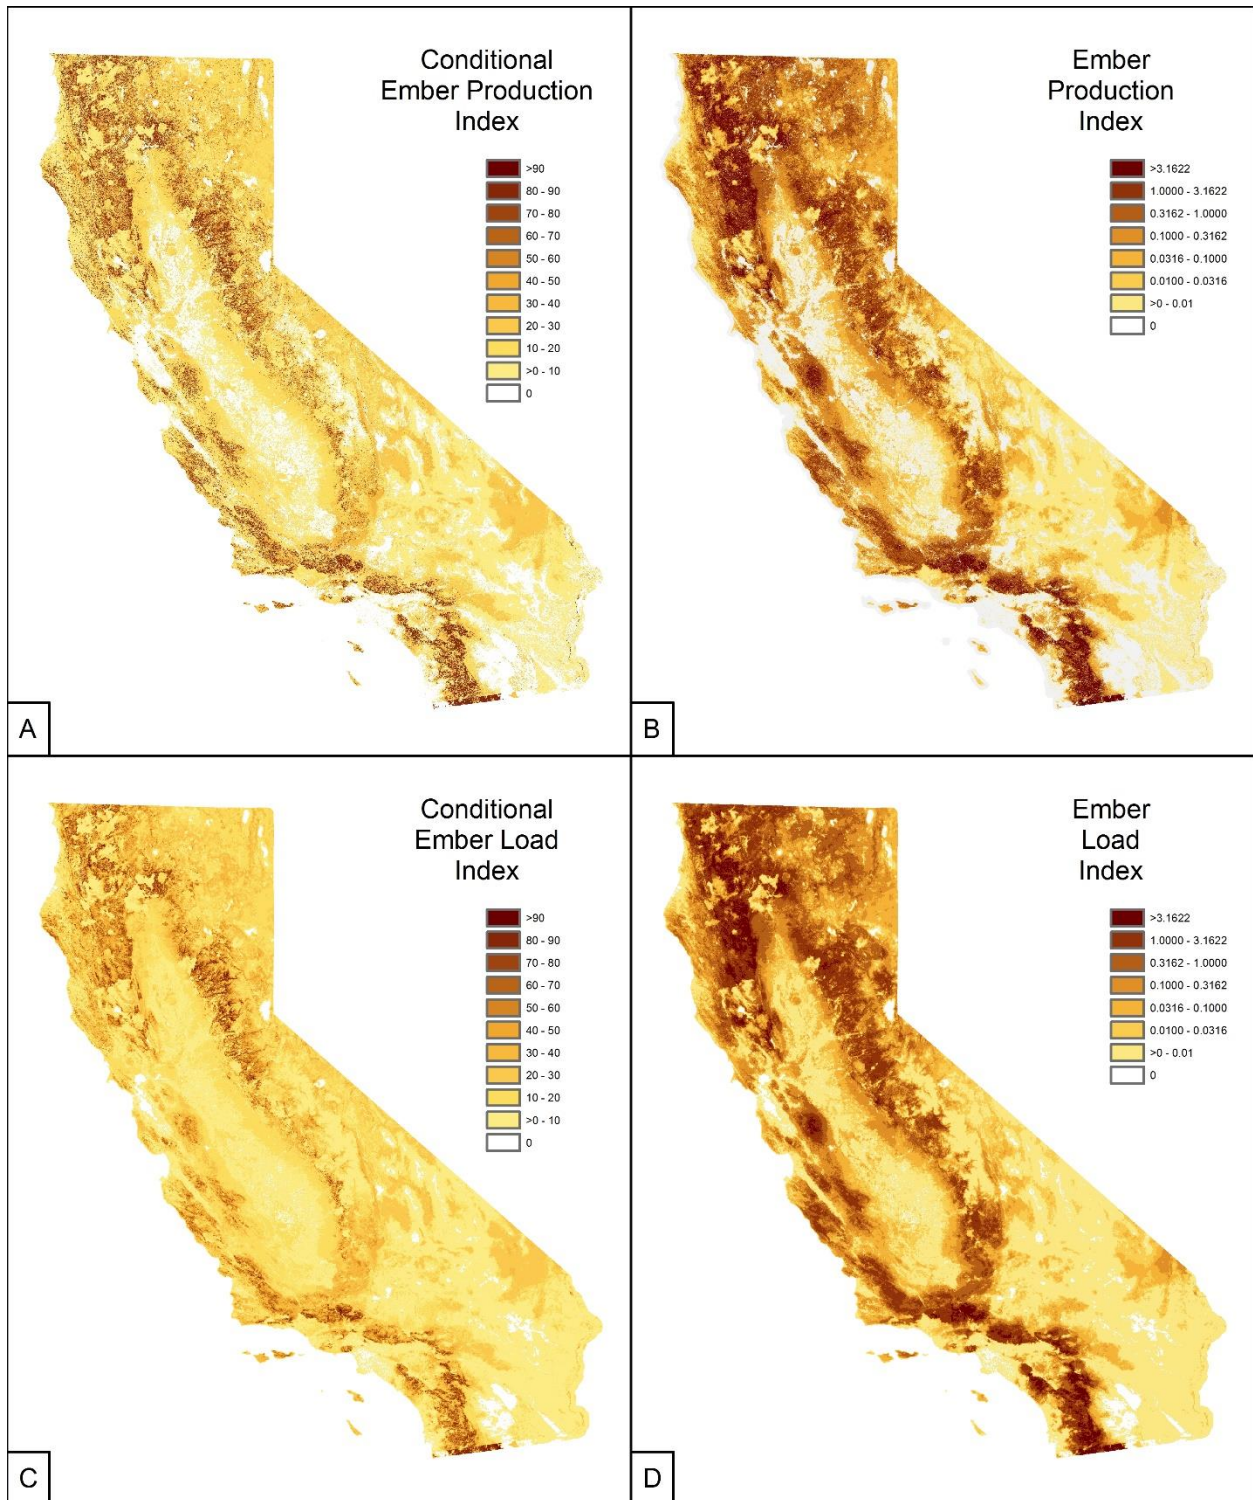 Conditional
Ember Production
Index
>90
80 - 90
70 - 80
60 - 70
50 - 60
40 - 50
30 - 40
20 - 30
10 - 20
>0 - 10
0
A
Ember
Production
Index
>3.1622
1.0000 - 3.1622
0.3162 - 1.0000
0.1000 - 0.3162
0.0316 - 0.1000
0.0100 - 0.0316
>0 - 0.01
0
B
Conditional
Ember Load
Index
>90
80 - 90
70 - 80
60 - 70
50 - 60
40 - 50
30 - 40
20 - 30
10 - 20
>0 - 10
0
C
Ember
Load
Index
>3.1622
1.0000 - 3.1622
0.3162 - 1.0000
0.1000 - 0.3162
0.0316 - 0.1000
0.0100 - 0.0316
>0 - 0.01
0
D